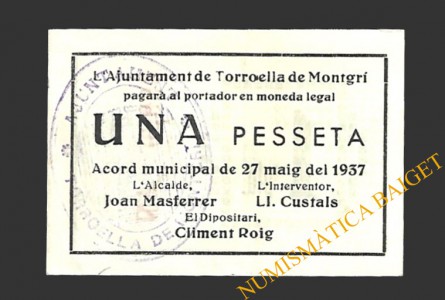 L'Ajuntament de Torroella de Montgrí
pagarà al portador en moneda legal
UNA PESSETA
Acord municipal de 27 maig del 1937
L'Alcalde, L'Interventor,
Joan Masferrer Ll. Custals
El Dipositari,
Climent Roig
NUMISMÀTICA BAIGET